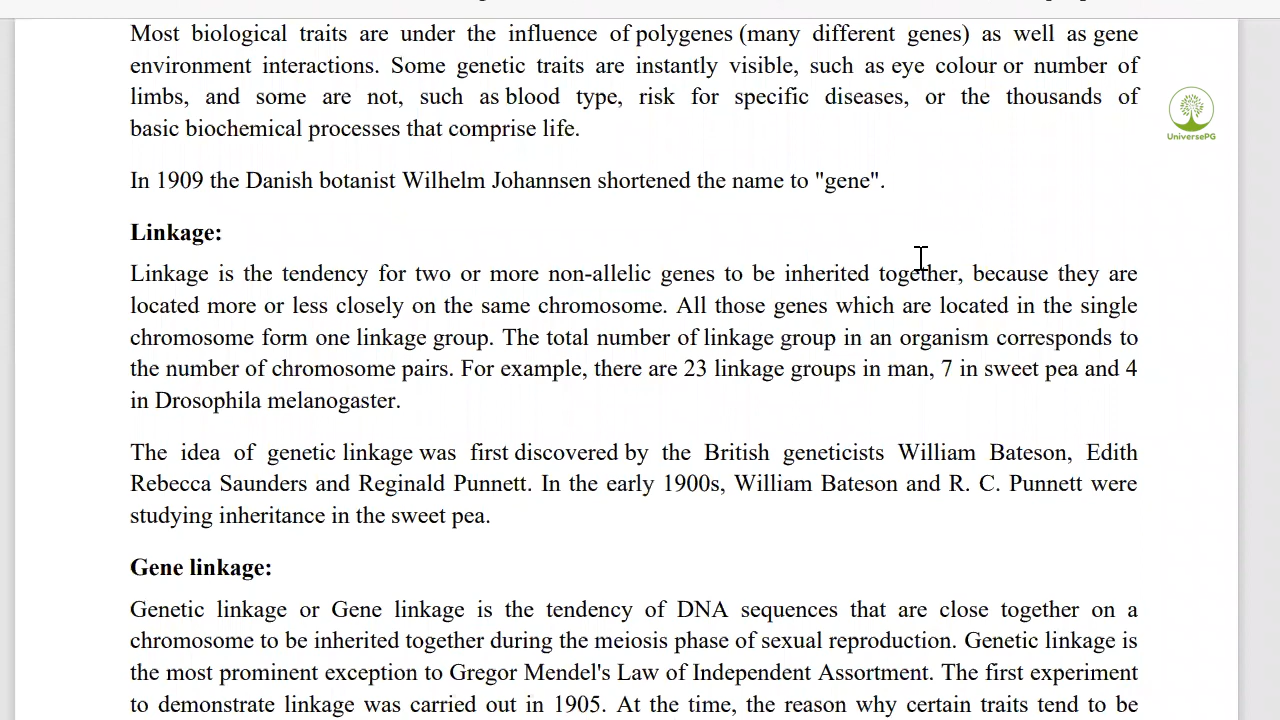 Most biological traits are under the influence of polygenes (many different genes) as well as gene
environment interactions. Some genetic traits are instantly visible, such as eye colour or number of
limbs, and some are not, such as blood type, risk for specific diseases, or the thousands of
basic biochemical processes that comprise life.
UniversePG
In 1909 the Danish botanist Wilhelm Johannsen shortened the name to "gene".
Linkage:
Linkage is the tendency for two or more non-allelic genes to be inherited together, because they are
located more or less closely on the same chromosome. All those genes which are located in the single
chromosome form one linkage group. The total number of linkage group in an organism corresponds to
the number of chromosome pairs. For example, there are 23 linkage groups in man, 7 in sweet pea and 4
in Drosophila melanogaster.
The idea of genetic linkage was first discovered by the British geneticists William Bateson, Edith
Rebecca Saunders and Reginald Punnett. In the early 1900s, William Bateson and R. C. Punnett were
studying inheritance in the sweet pea.
Gene linkage:
Genetic linkage or Gene linkage is the tendency of DNA sequences that are close together on a
chromosome to be inherited together during the meiosis phase of sexual reproduction. Genetic linkage is
the most prominent exception to Gregor Mendel's Law of Independent Assortment. The first experiment
to demonstrate linkage was carried out in 1905. At the time, the reason why certain traits tend to be